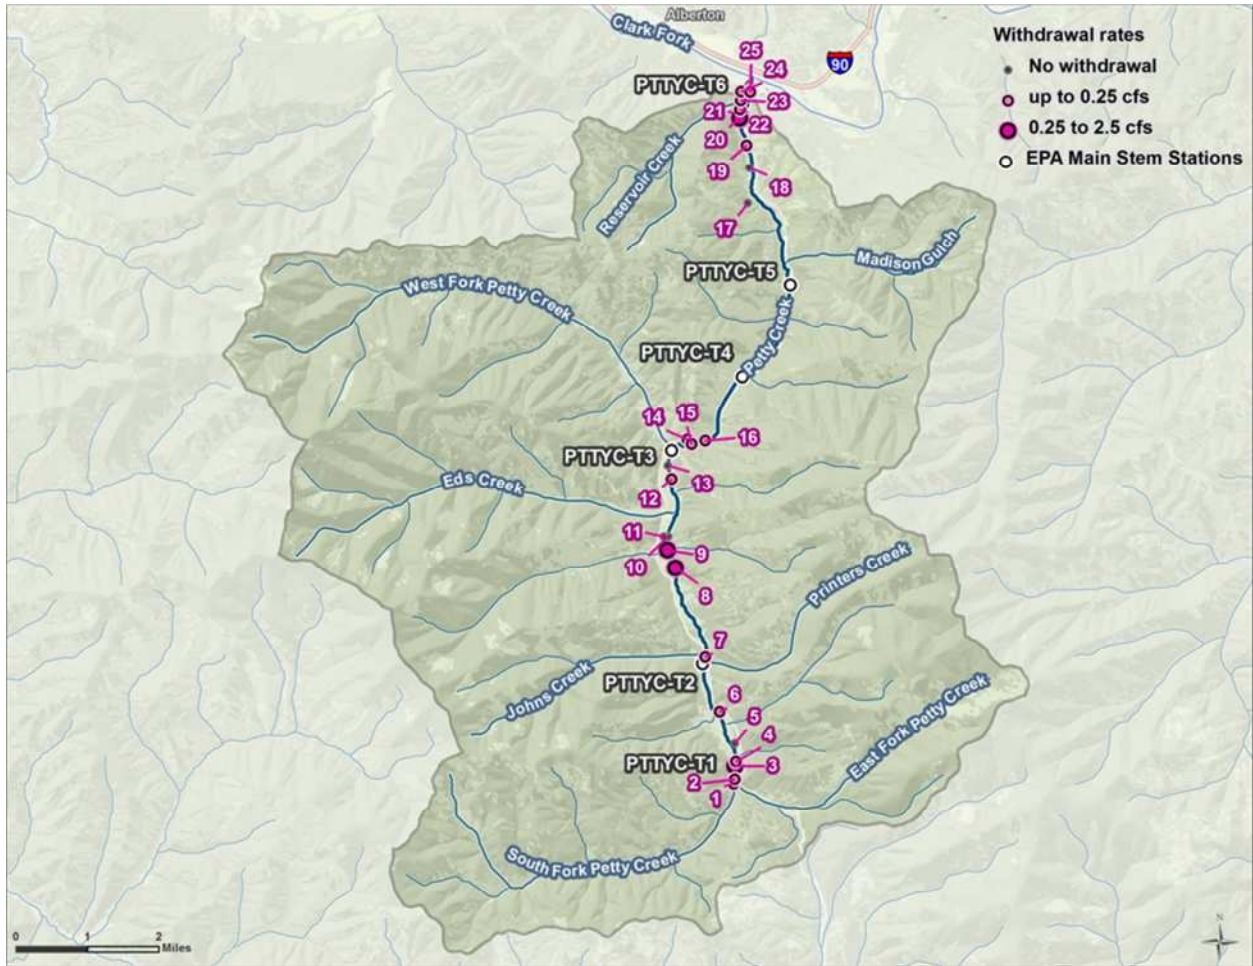 Alberton
Clark Fork
Withdrawal rates
90
No withdrawal
up to 0.25 cfs
0.25 to 2.5 cfs
EPA Main Stem Stations
25
24
PTTYC-T6
23
21
22
20
19
18
Reservoir Creek
17
Madison Gulch
PTTYC-T5
West Fork Petty Creek
Petty Creek
PTTYC-T4
14
15
16
PTTYC-T3
13
12
Eds Creek
11
9
10
8
Printers Creek
7
PTTYC-T2
Johns Creek
6
5
4
East Fork Petty Creek
PTTYC-T1
3
2
1
South Fork Petty Creek
0 1 2
Miles
N